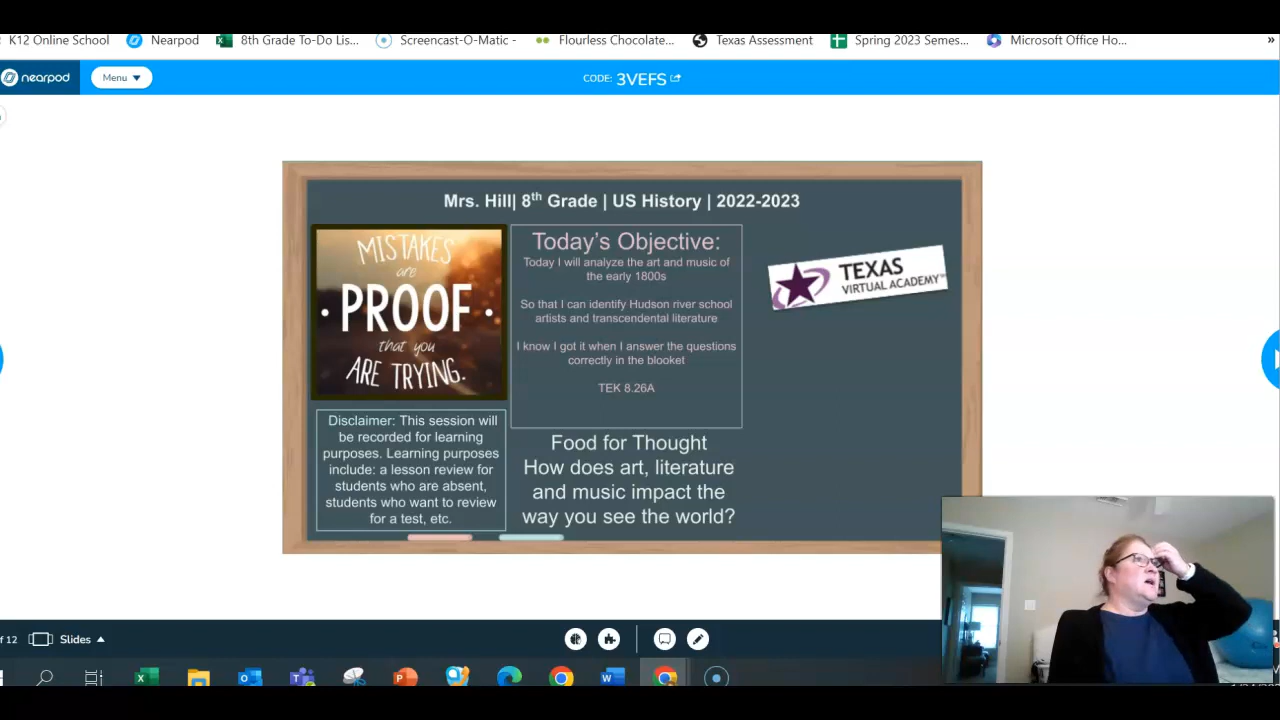 K12 Online School Nearpod 8th Grade To-Do Lis... Screencast-O-Matic - Flourless Chocolate... Texas Assessment Spring 2023 Semes... Microsoft Office Ho... »
nearpod Menu CODE: 3VEFS
Mrs. Hill| 8th Grade | US History | 2022-2023
MISTAKES
are
• PROOF •
that you
ARE TRYING.
Today's Objective:
Today I will analyze the art and music of
the early 1800s
So that I can identify Hudson river school
artists and transcendental literature
I know I got it when I answer the questions
correctly in the blooket
TEK 8.26A
TEXAS
VIRTUAL ACADEMY
Disclaimer: This session will
be recorded for learning
purposes. Learning purposes
include: a lesson review for
students who are absent,
students who want to review
for a test, etc.
Food for Thought
How does art, literature
and music impact the
way you see the world?
of 12 Slides